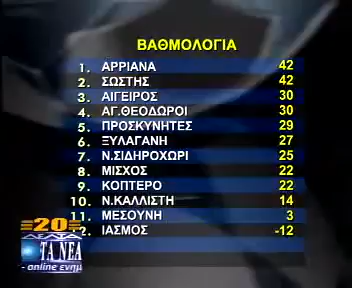 ΒΑΘΜΟΛΟΓΙΑ
1. ΑΡΡΙΑΝΑ 42
2. ΣΩΣΤΗΣ 42
3. ΑΙΓΕΙΡΟΣ 30
4. ΑΓ.ΘΕΟΔΩΡΟΙ 30
5. ΠΡΟΣΚΥΝΗΤΕΣ 29
6. ΞΥΛΑΓΑΝΗ 27
7. Ν.ΣΙΔΗΡΟΧΩΡΙ 25
8. ΜΙΣΧΟΣ 22
9. ΚΟΠΤΕΡΟ 22
10. Ν.ΚΑΛΛΙΣΤΗ 14
11. ΜΕΣΟΥΝΗ 3
12. ΙΑΣΜΟΣ -12
20
ΔΕΛΤΑ
ΤΑ ΝΕΑ
- online ενημ